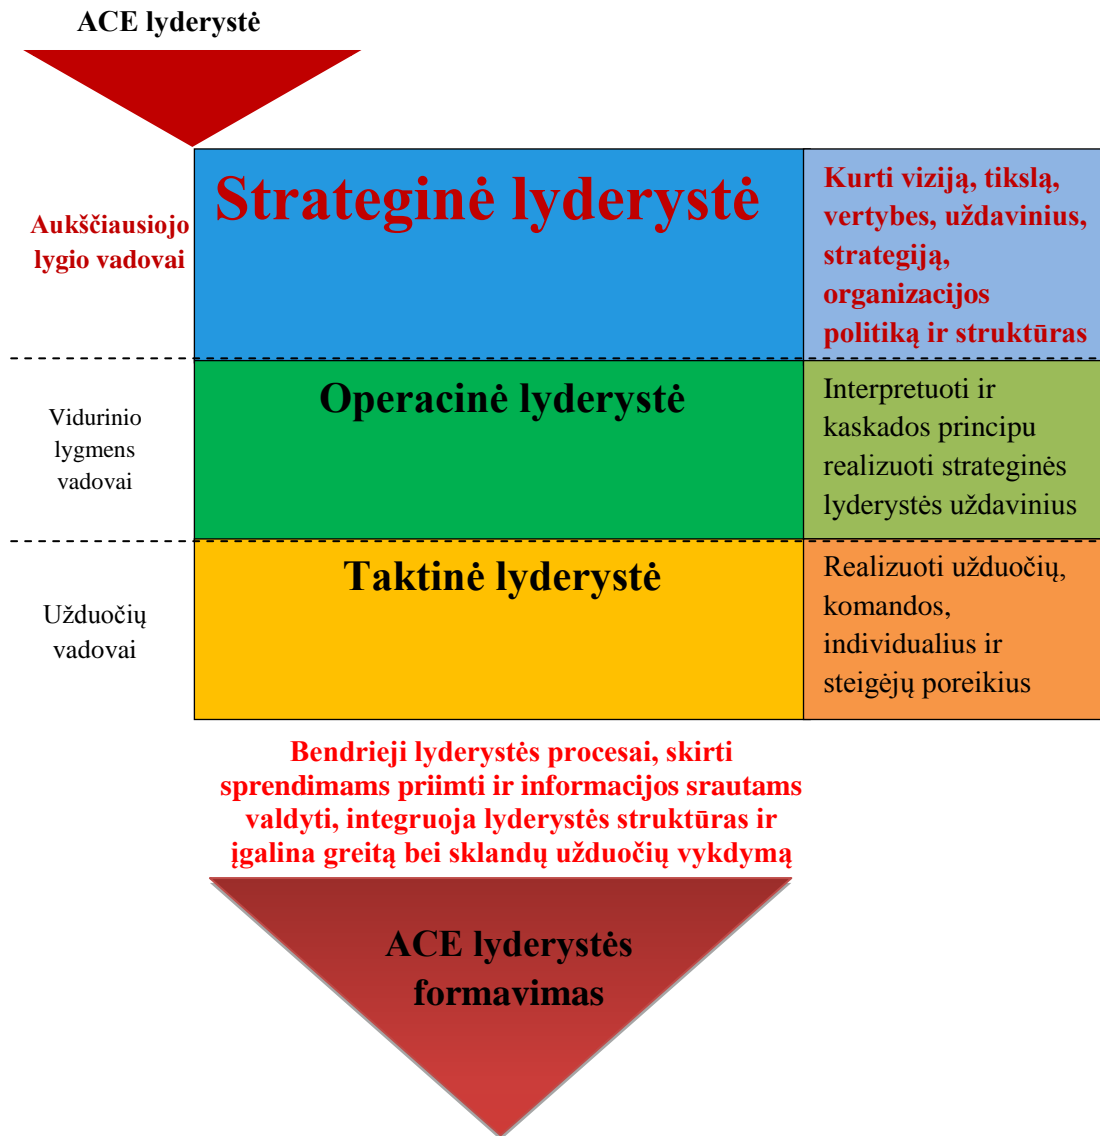 ACE lyderystė
Aukščiausiojo
lygio vadovai
Strateginė lyderystė
Kurti viziją, tikslą,
vertybes, uždavinius,
strategiją,
organizacijos
politiką ir struktūras
Vidurinio
lygmens
vadovai
Operacinė lyderystė
Interpretuoti ir
kaskados principu
realizuoti strateginės
lyderystės uždavinius
Užduočių
vadovai
Taktinė lyderystė
Realizuoti užduočių,
komandos,
individualius ir
steigėjų poreikius
Bendrieji lyderystės procesai, skirti
sprendimams priimti ir informacijos srautams
valdyti, integruoja lyderystės struktūras ir
įgalina greitą bei sklandų užduočių vykdymą
ACE lyderystės
formavimas